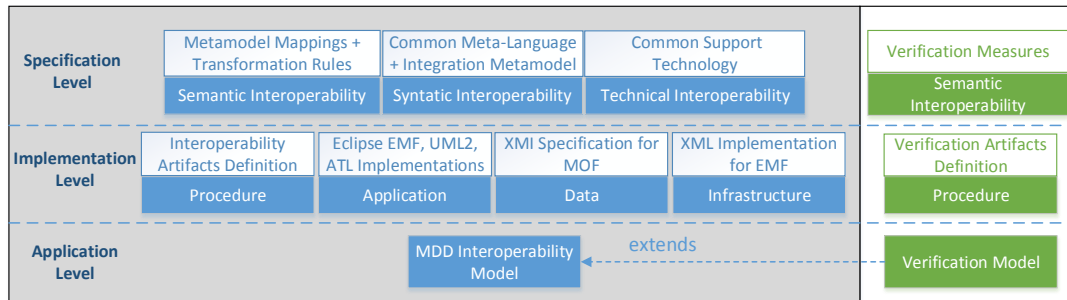 Specification
Level
Metamodel Mappings +
Transformation Rules
Semantic Interoperability
Common Meta-Language
+ Integration Metamodel
Syntatic Interoperability
Common Support
Technology
Technical Interoperability
Verification Measures
Semantic
Interoperability
Implementation
Level
Interoperability
Artifacts Definition
Procedure
Eclipse EMF, UML2,
ATL Implementations
Application
XMI Specification for
MOF
Data
XML Implementation
for EMF
Infrastructure
Verification Artifacts
Definition
Procedure
Application
Level
MDD Interoperability
Model
extends
Verification Model